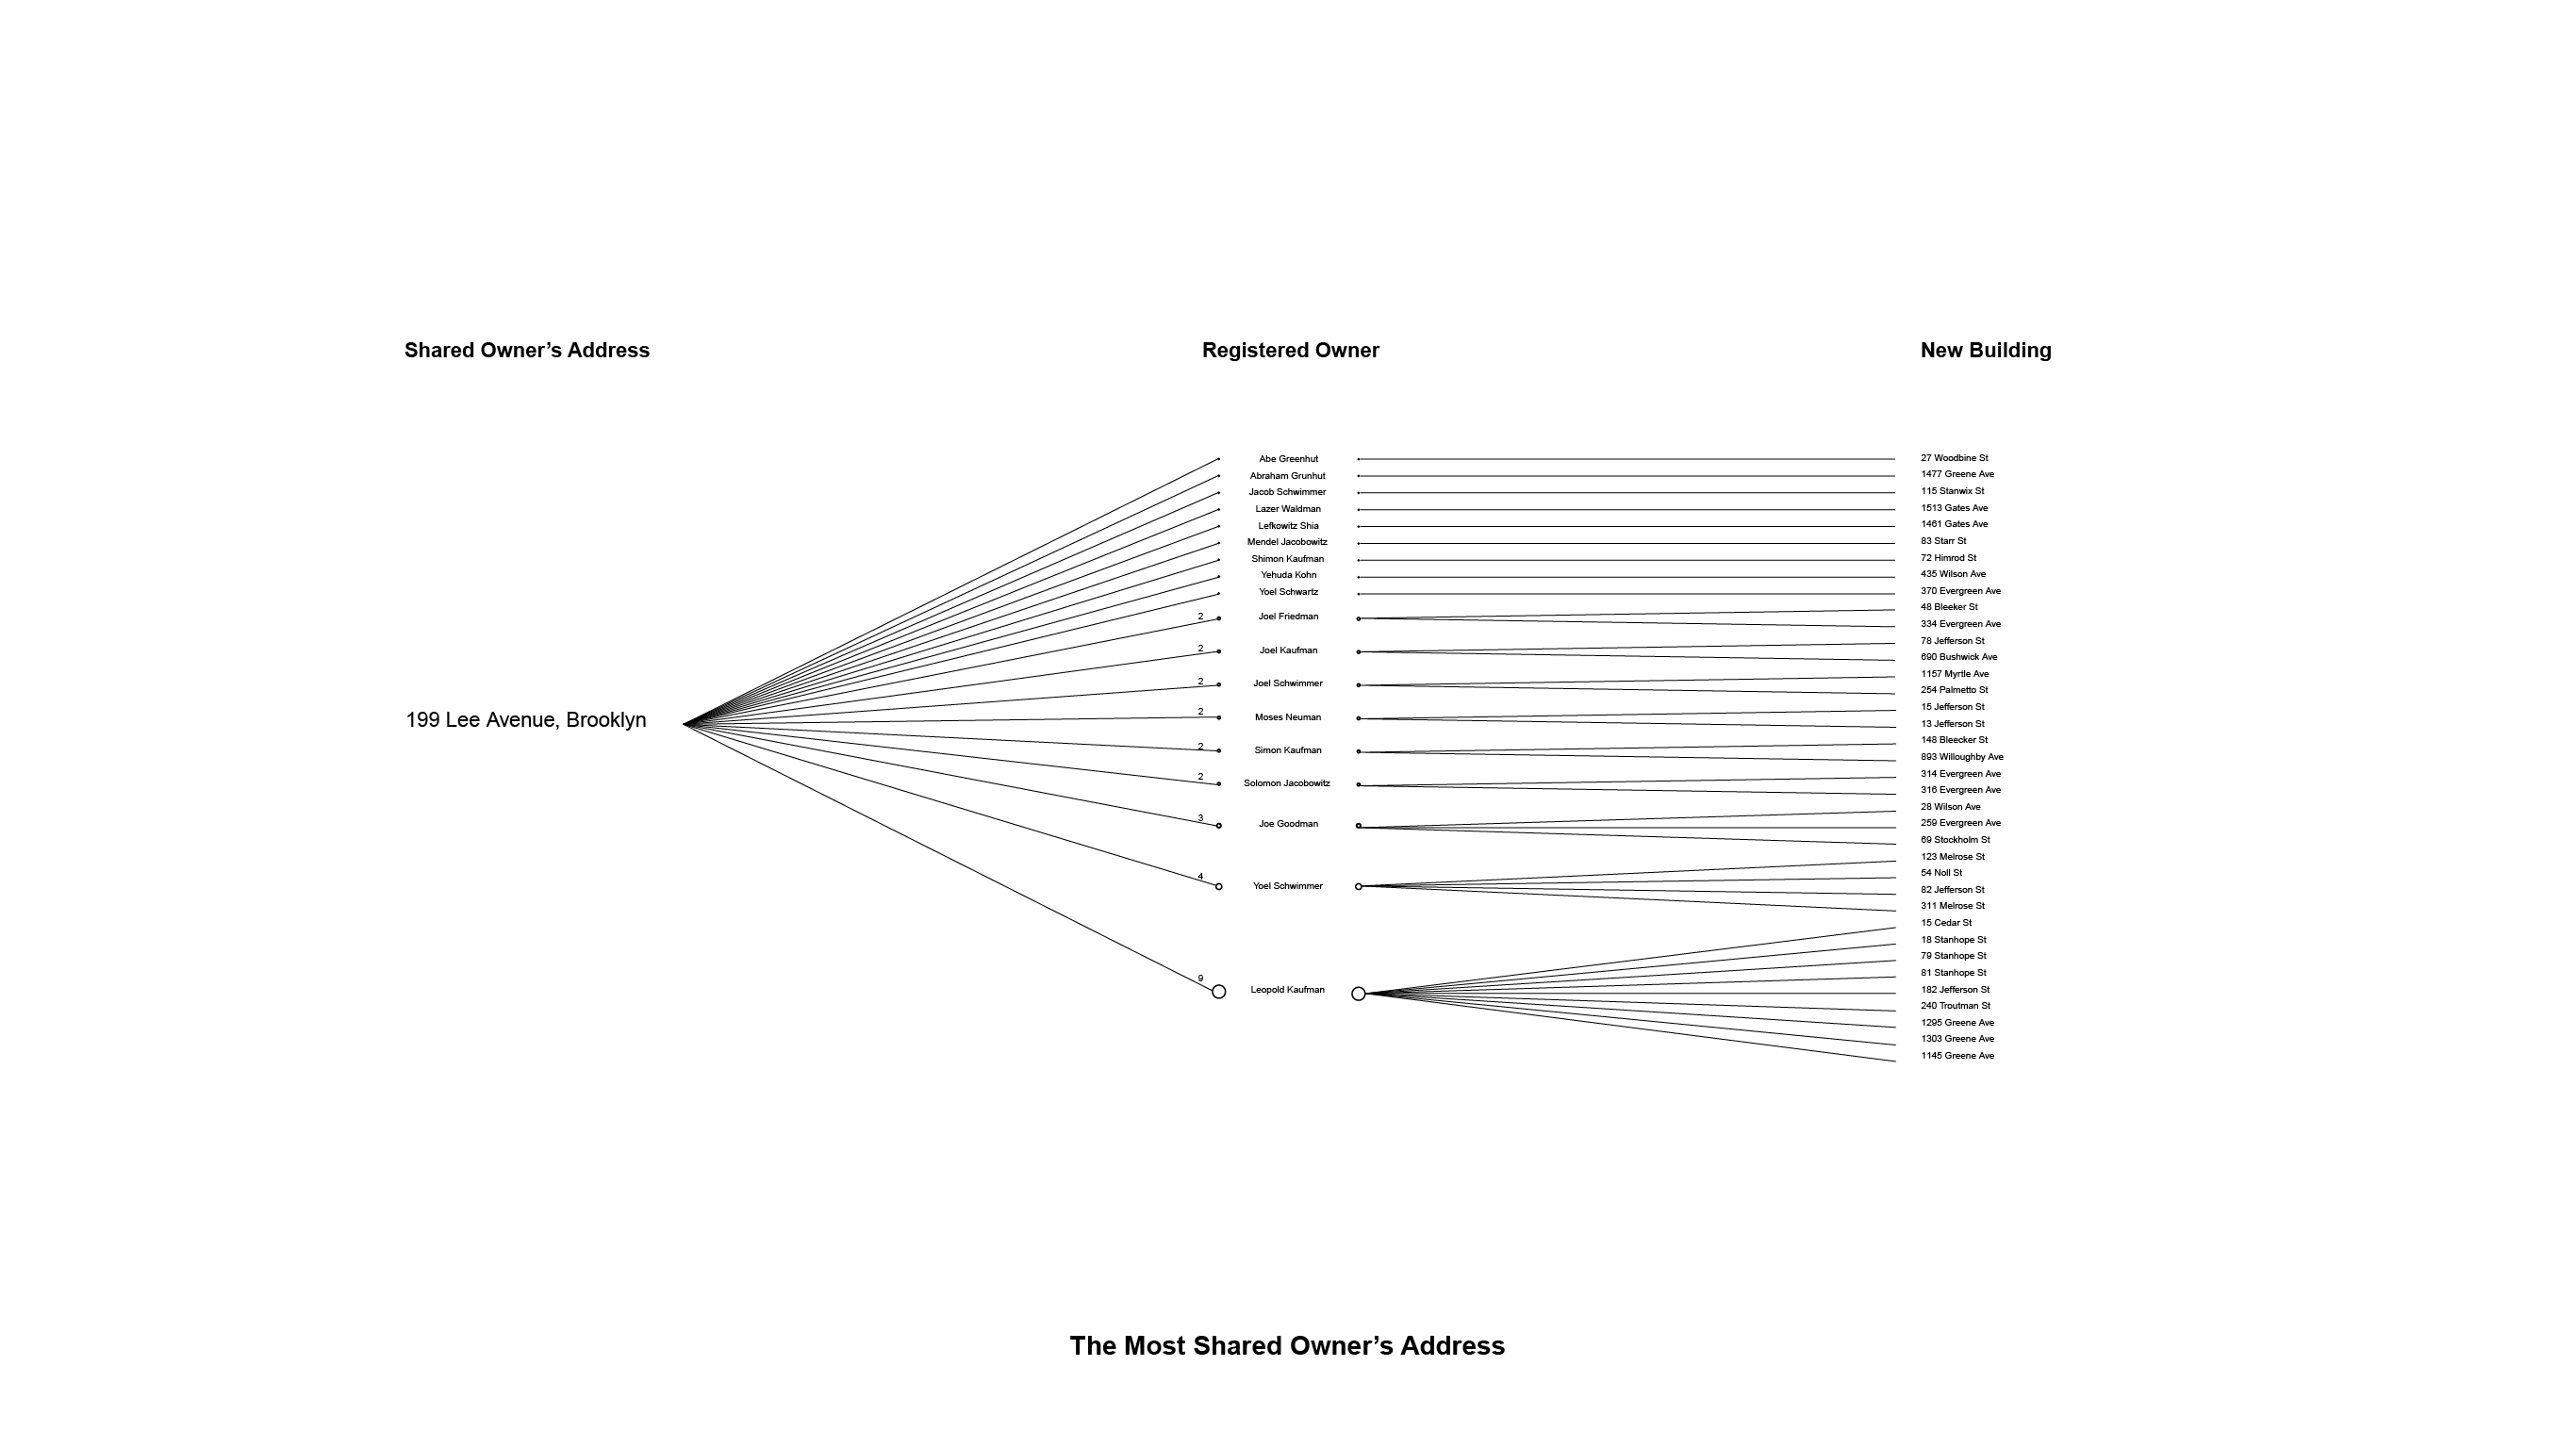 Shared Owner’s Address
Registered Owner
New Building
199 Lee Avenue, Brooklyn
Abe Greenhut
Abraham Grunhut
Jacob Schwimmer
Lazer Waldman
Lefkowitz Shia
Mendel Jacobowitz
Shimon Kaufman
Yehuda Kohn
Yoel Schwartz
2 Joel Friedman
2 Joel Kaufman
2 Joel Schwimmer
2 Moses Neuman
2 Simon Kaufman
2 Solomon Jacobowitz
3 Joe Goodman
4 Yoel Schwimmer
9 Leopold Kaufman
27 Woodbine St
1477 Greene Ave
115 Stanwix St
1513 Gates Ave
1461 Gates Ave
83 Starr St
72 Himrod St
435 Wilson Ave
370 Evergreen Ave
48 Bleeker St
334 Evergreen Ave
78 Jefferson St
690 Bushwick Ave
1157 Myrtle Ave
254 Palmetto St
15 Jefferson St
13 Jefferson St
148 Bleecker St
893 Willoughby Ave
314 Evergreen Ave
316 Evergreen Ave
28 Wilson Ave
259 Evergreen Ave
69 Stockholm St
123 Melrose St
54 Noll St
82 Jefferson St
311 Melrose St
15 Cedar St
18 Stanhope St
79 Stanhope St
81 Stanhope St
182 Jefferson St
240 Troutman St
1295 Greene Ave
1303 Greene Ave
1145 Greene Ave
The Most Shared Owner’s Address